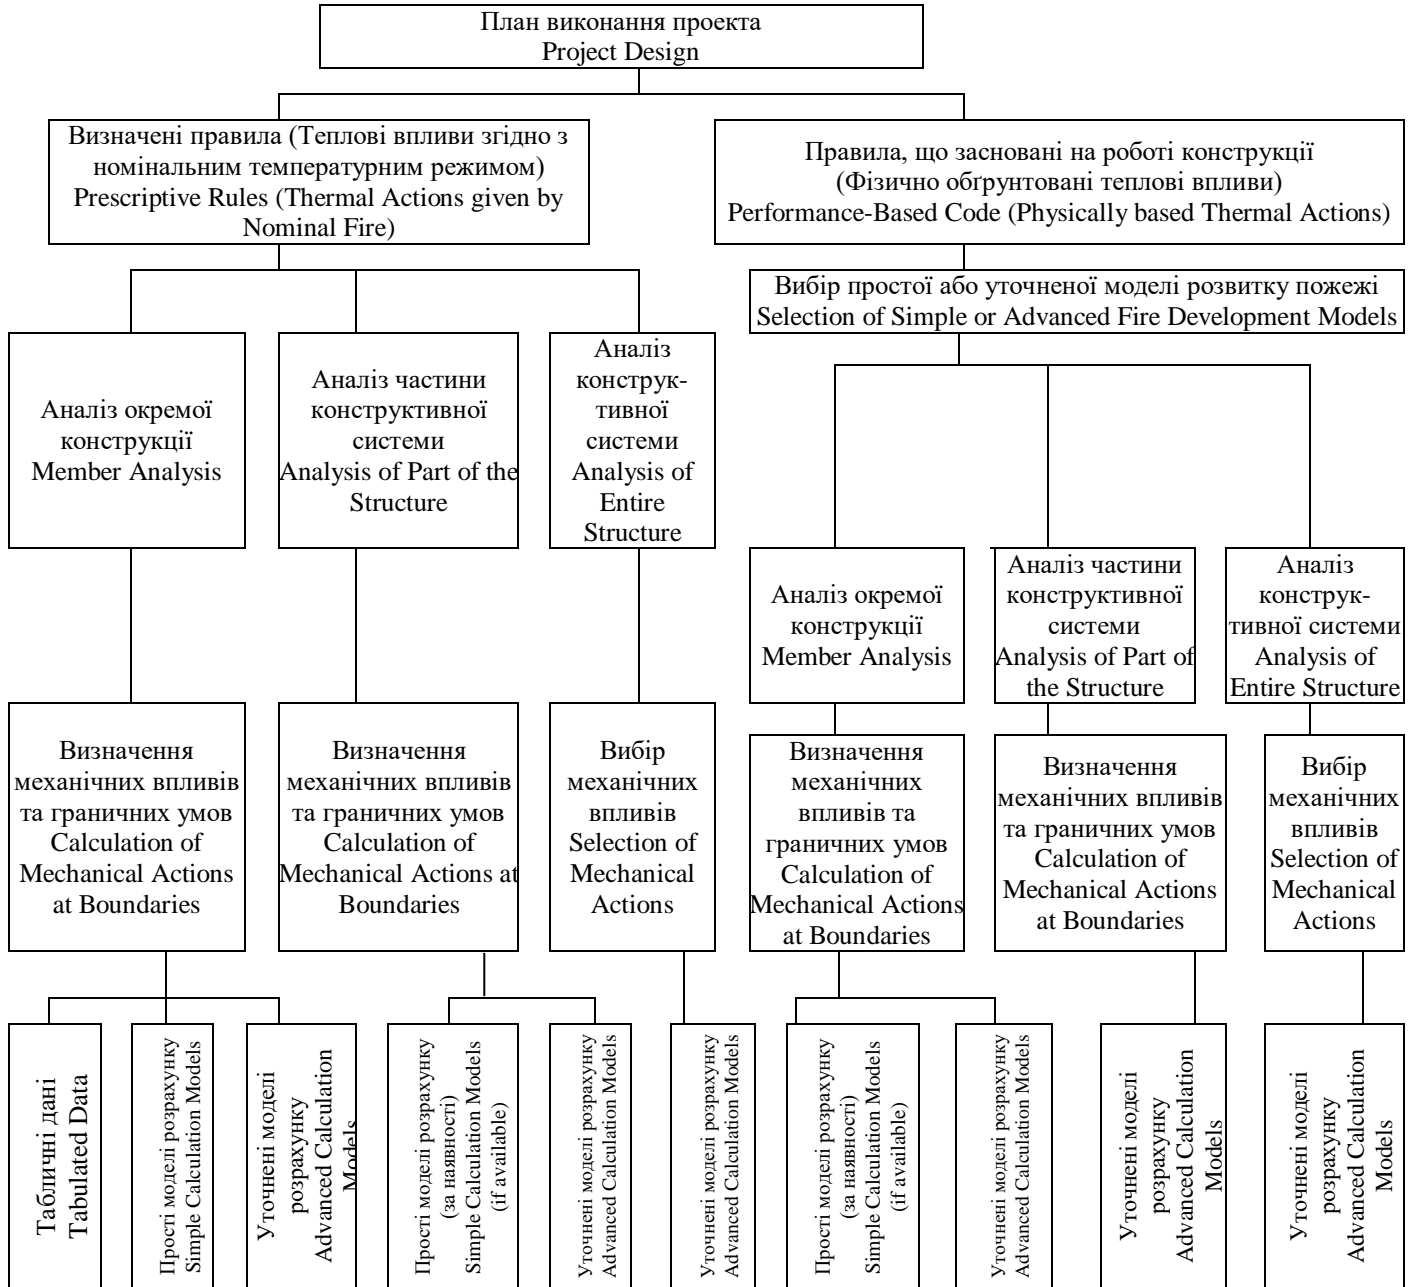 План виконання проекта
Project Design
Визначені правила (Теплові впливи згідно з
номінальним температурним режимом)
Prescriptive Rules (Thermal Actions given by
Nominal Fire)
Правила, що засновані на роботі конструкції
(Фізично обґрунтовані теплові впливи)
Performance-Based Code (Physically based Thermal Actions)
Вибір простої або уточненої моделі розвитку пожежі
Selection of Simple or Advanced Fire Development Models
Аналіз окремої
конструкції
Member Analysis
Аналіз частини
конструктивної
системи
Analysis of Part of the
Structure
Аналіз
конструк-
тивної
системи
Analysis of
Entire
Structure
Аналіз окремої
конструкції
Member Analysis
Аналіз частини
конструктивної
системи
Analysis of Part of
the Structure
Аналіз
конструк-
тивної системи
Analysis of
Entire Structure
Визначення
механічних впливів
та граничних умов
Calculation of
Mechanical Actions
at Boundaries
Визначення
механічних впливів
та граничних умов
Calculation of
Mechanical Actions at
Boundaries
Вибір
механічних
впливів
Selection of
Mechanical
Actions
Визначення
механічних
впливів та
граничних умов
Calculation of
Mechanical Actions
at Boundaries
Визначення
механічних впливів
та граничних умов
Calculation of
Mechanical Actions
at Boundaries
Вибір
механічних
впливів
Selection of
Mechanical
Actions
Табличні дані
Tabulated Data
Прості моделі розрахунку
Simple Calculation Models
Уточнені моделі
розрахунку
Advanced Calculation
Models
Прості моделі розрахунку
(за наявності)
Simple Calculation Models
(if available)
Уточнені моделі розрахунку
Advanced Calculation Models
Уточнені моделі розрахунку
Advanced Calculation Models
Прості моделі розрахунку
(за наявності)
Simple Calculation Models
(if available)
Уточнені моделі розрахунку
Advanced Calculation Models
Уточнені моделі
розрахунку
Advanced Calculation
Models
Уточнені моделі
розрахунку
Advanced Calculation
Models